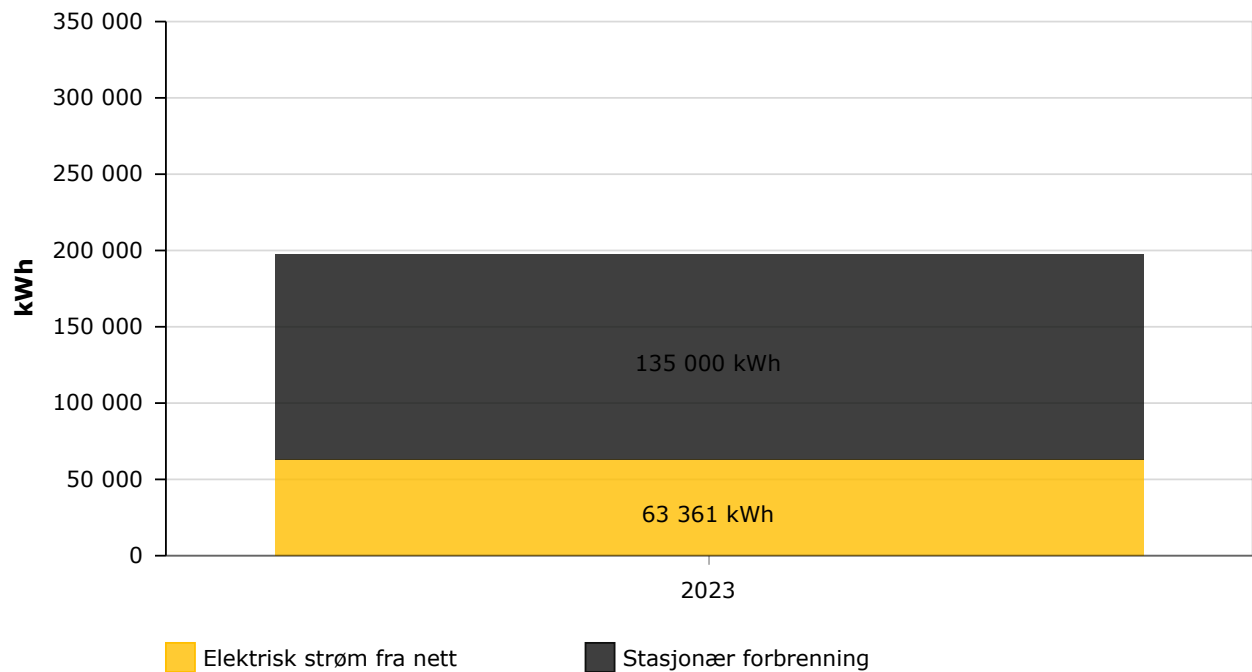 350 000
300 000
250 000
200 000
150 000
100 000
50 000
0
kWh
135 000 kWh
63 361 kWh
2023
Elektrisk strøm fra nett
Stasjonær forbrenning